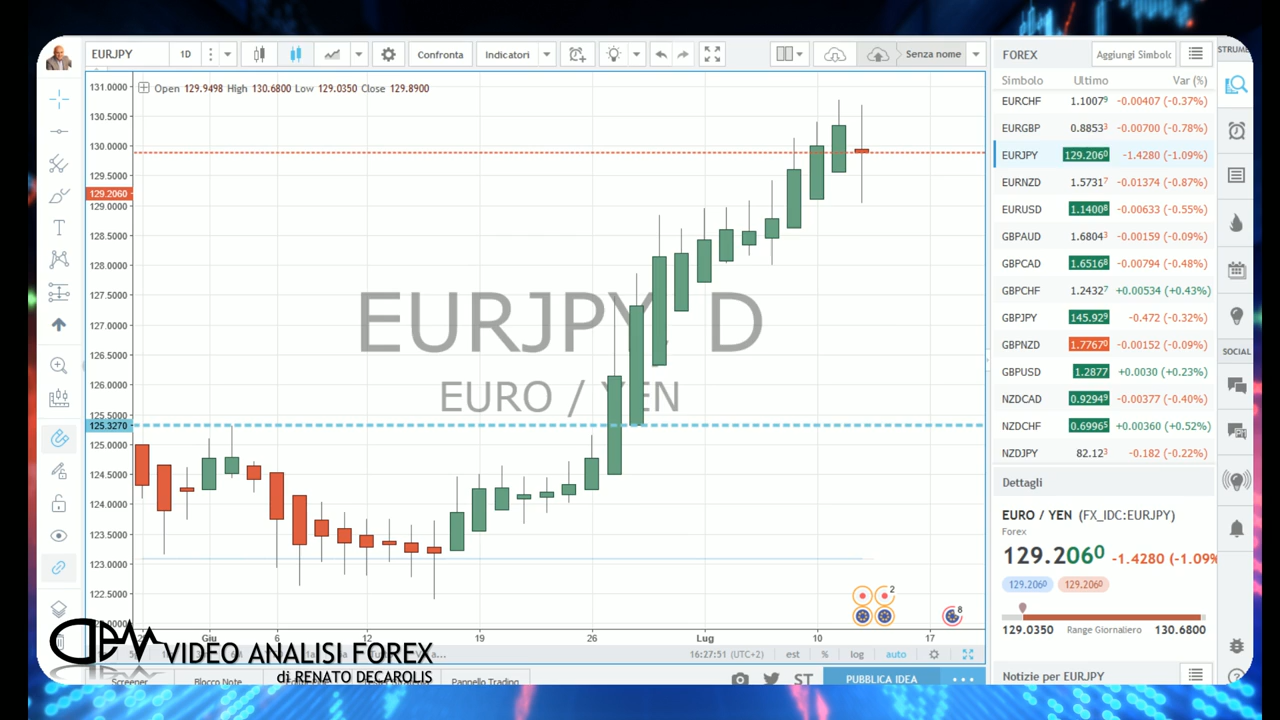 EURJPY 1D Confronta Indicatori Senza nome
Open 129.9498 High 130.6800 Low 129.0350 Close 129.8900
131.0000
130.5000
130.0000
129.5000
129.2060
129.0000
128.5000
128.0000
127.5000
127.0000
126.5000
126.0000
125.5000
125.3270
125.0000
124.5000
124.0000
123.5000
123.0000
122.5000
EURJPY, D
EURO / YEN
2
8
Giu 6 12 19 26 Lug 10 17
16:27:51 (UTC+2) est % log auto
VIDEO ANALISI FOREX
di RENATO DECAROLIS
Screener Blocco Note Pannello Trading ST PUBBLICA IDEA
FOREX Aggiungi Simbolo
Simbolo Ultimo Var (%)
EURCHF 1.10079 -0.00407 (-0.37%)
EURGBP 0.88533 -0.00700 (-0.78%)
EURJPY 129.2060 -1.4280 (-1.09%)
EURNZD 1.57317 -0.01374 (-0.87%)
EURUSD 1.14008 -0.00633 (-0.55%)
GBPAUD 1.68043 -0.00159 (-0.09%)
GBPCAD 1.65168 -0.00794 (-0.48%)
GBPCHF 1.24327 +0.00534 (+0.43%)
GBPJPY 145.929 -0.472 (-0.32%)
GBPNZD 1.77670 -0.00152 (-0.09%)
GBPUSD 1.2877 +0.0030 (+0.23%)
NZDCAD 0.92949 -0.00377 (-0.40%)
NZDCHF 0.69965 +0.00360 (+0.52%)
NZDJPY 82.123 -0.182 (-0.22%)
Dettagli
EURO / YEN (FX_IDC:EURJPY)
Forex
129.2060 -1.4280 (-1.09%
129.2060 129.2060
129.0350 Range Giornaliero 130.6800
Notizie per EURJPY
STRUME
SOCIAL